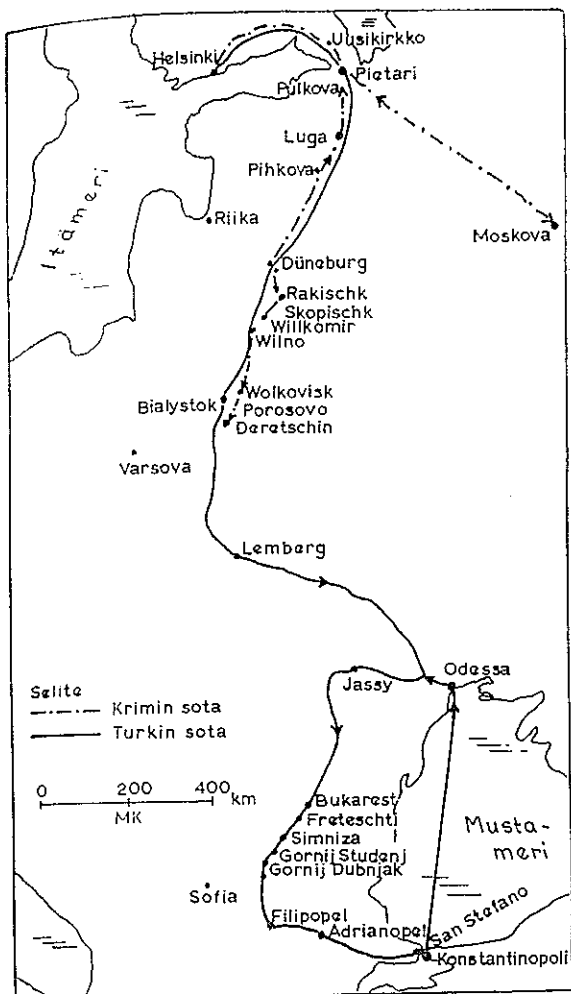 Uusikirkko
Helsinki
Pietari
Pulkova
Luga
Pihkova
Itämeri
Riika
Moskova
Düneburg
Rakischk
Skopischk
Willkomir
Wilno
Wolkovisk
Bialystok
Porosovo
Deretschin
Varsova
Lemberg
Odessa
Jassy
Selite
Krimin sota
Turkin sota
0 200 400 km
MK
Bukarest
Freteschti
Simniza
Gornij Studenj
Gornij Dubnjak
Musta-
meri
Sofia
Filipopel
Adrianopel
San Stefano
Konstantinopoli